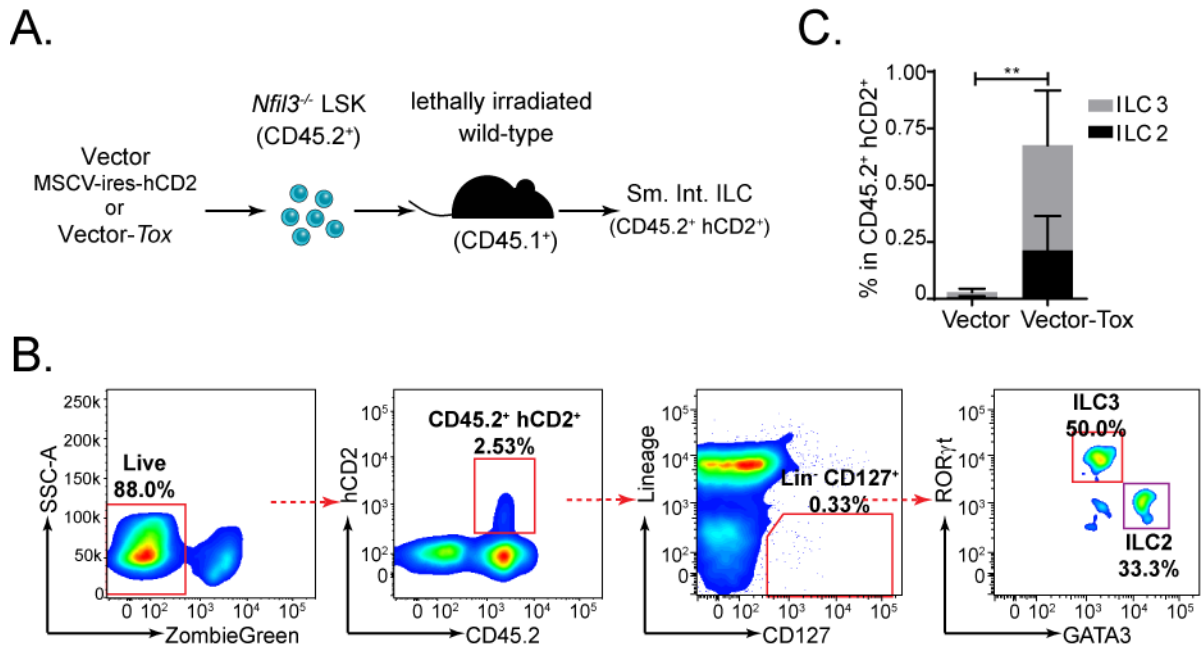 A.
Nfil3-/- LSK
(CD45.2+)
lethally irradiated
wild-type
Vector
MSCV-ires-hCD2
or
Vector-Tox
(CD45.1+)
Sm. Int. ILC
(CD45.2+ hCD2+)
C.
% in CD45.2+ hCD2+
1.00
0.75
0.50
0.25
0
**
ILC 3
ILC 2
Vector
Vector-Tox
B.
SSC-A
250k
200k
150k
100k
50k
0
Live
88.0%
0 10² 10³ 10⁴ 10⁵
ZombieGreen
hCD2
10⁵
10⁴
10³
10²
0
CD45.2+ hCD2+
2.53%
0 10² 10³ 10⁴ 10⁵
CD45.2
Lineage
10⁵
10⁴
10³
10²
0
Lin- CD127+
0.33%
0 10² 10³ 10⁴ 10⁵
CD127
RORγt
10⁵
10⁴
10³
10²
0
ILC3
50.0%
ILC2
33.3%
0 10² 10³ 10⁴ 10⁵
GATA3